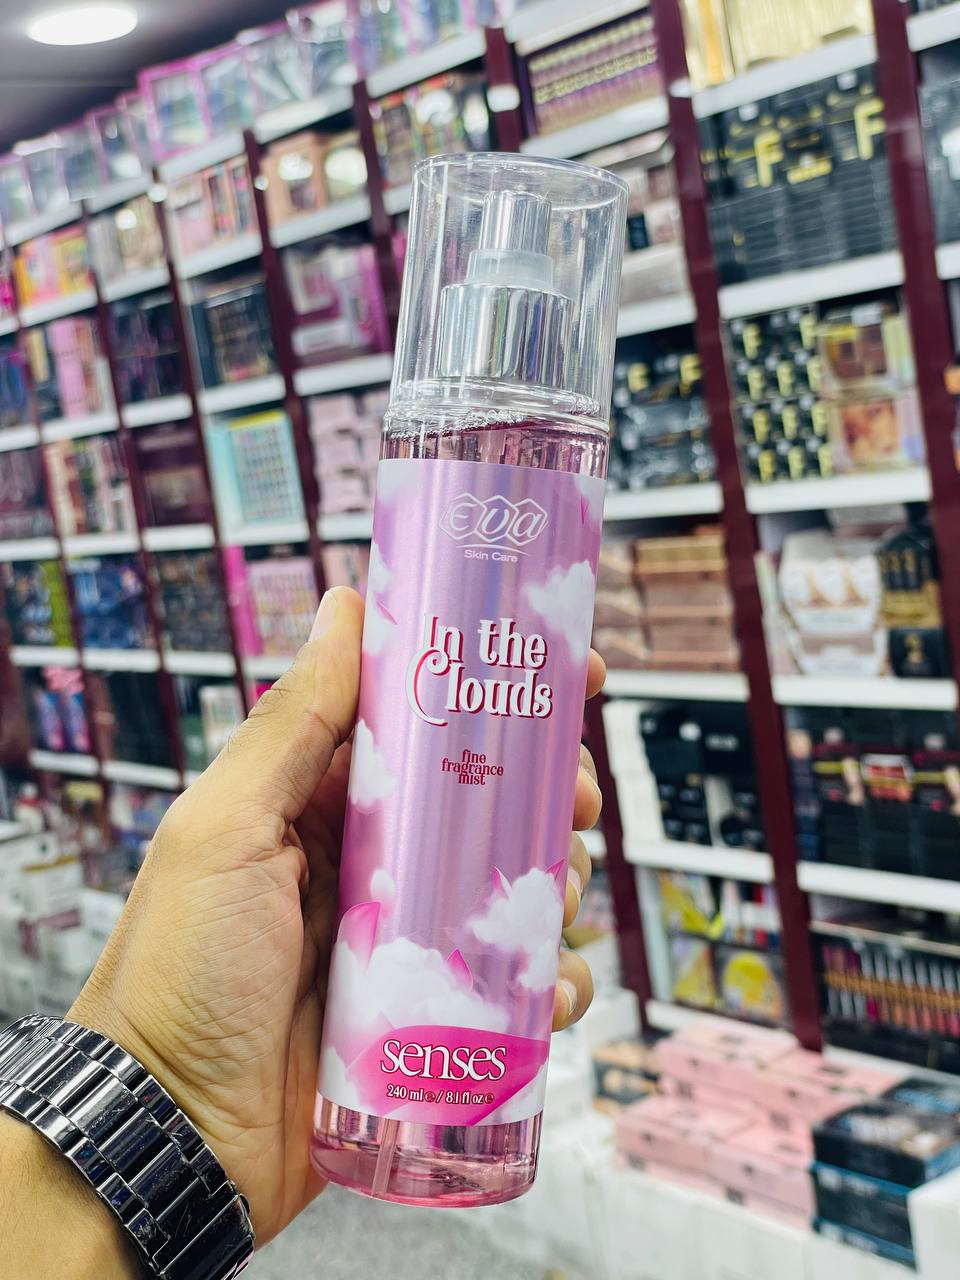 Eva
Skin Care
In the
Clouds
fine
fragrance
mist
senses
240 ml e / 8.1 fl oz e
F
F